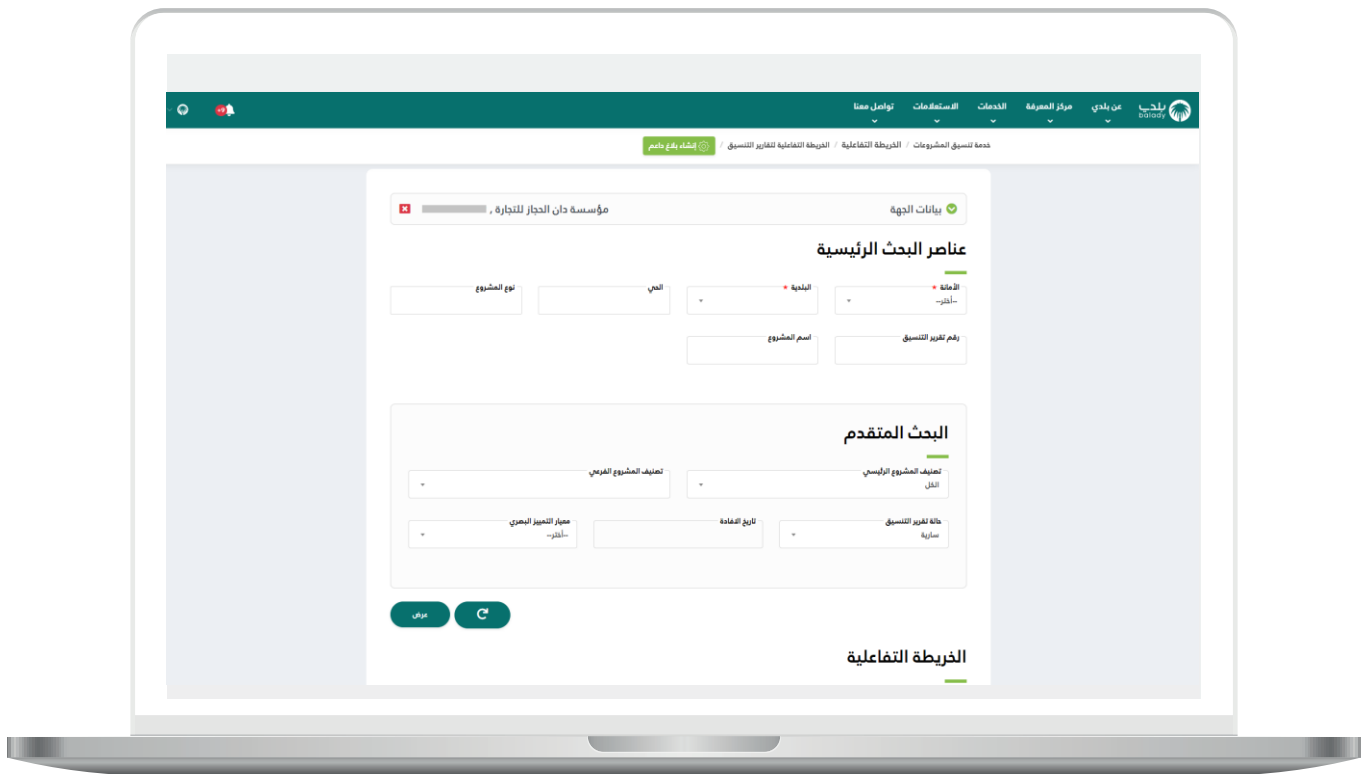 بلدي
balady
عن بلدي
مركز المعرفة
الخدمات
الاستعلامات
تواصل معنا
خدمة تنسيق المشروعات / الخريطة التفاعلية / الخريطة التفاعلية لتقارير التنسيق / إنشاء بلاغ داعم
بيانات الجهة
مؤسسة دان الحجاز للتجارة ,
عناصر البحث الرئيسية
الأمانة *
--أختر--
البلدية *
الحي
نوع المشروع
رقم تقرير التنسيق
اسم المشروع
البحث المتقدم
تصنيف المشروع الرئيسي
الكل
تصنيف المشروع الفرعي
حالة تقرير التنسيق
سارية
تاريخ الافادة
معيار التمييز البصري
--أختر--
عرض
الخريطة التفاعلية